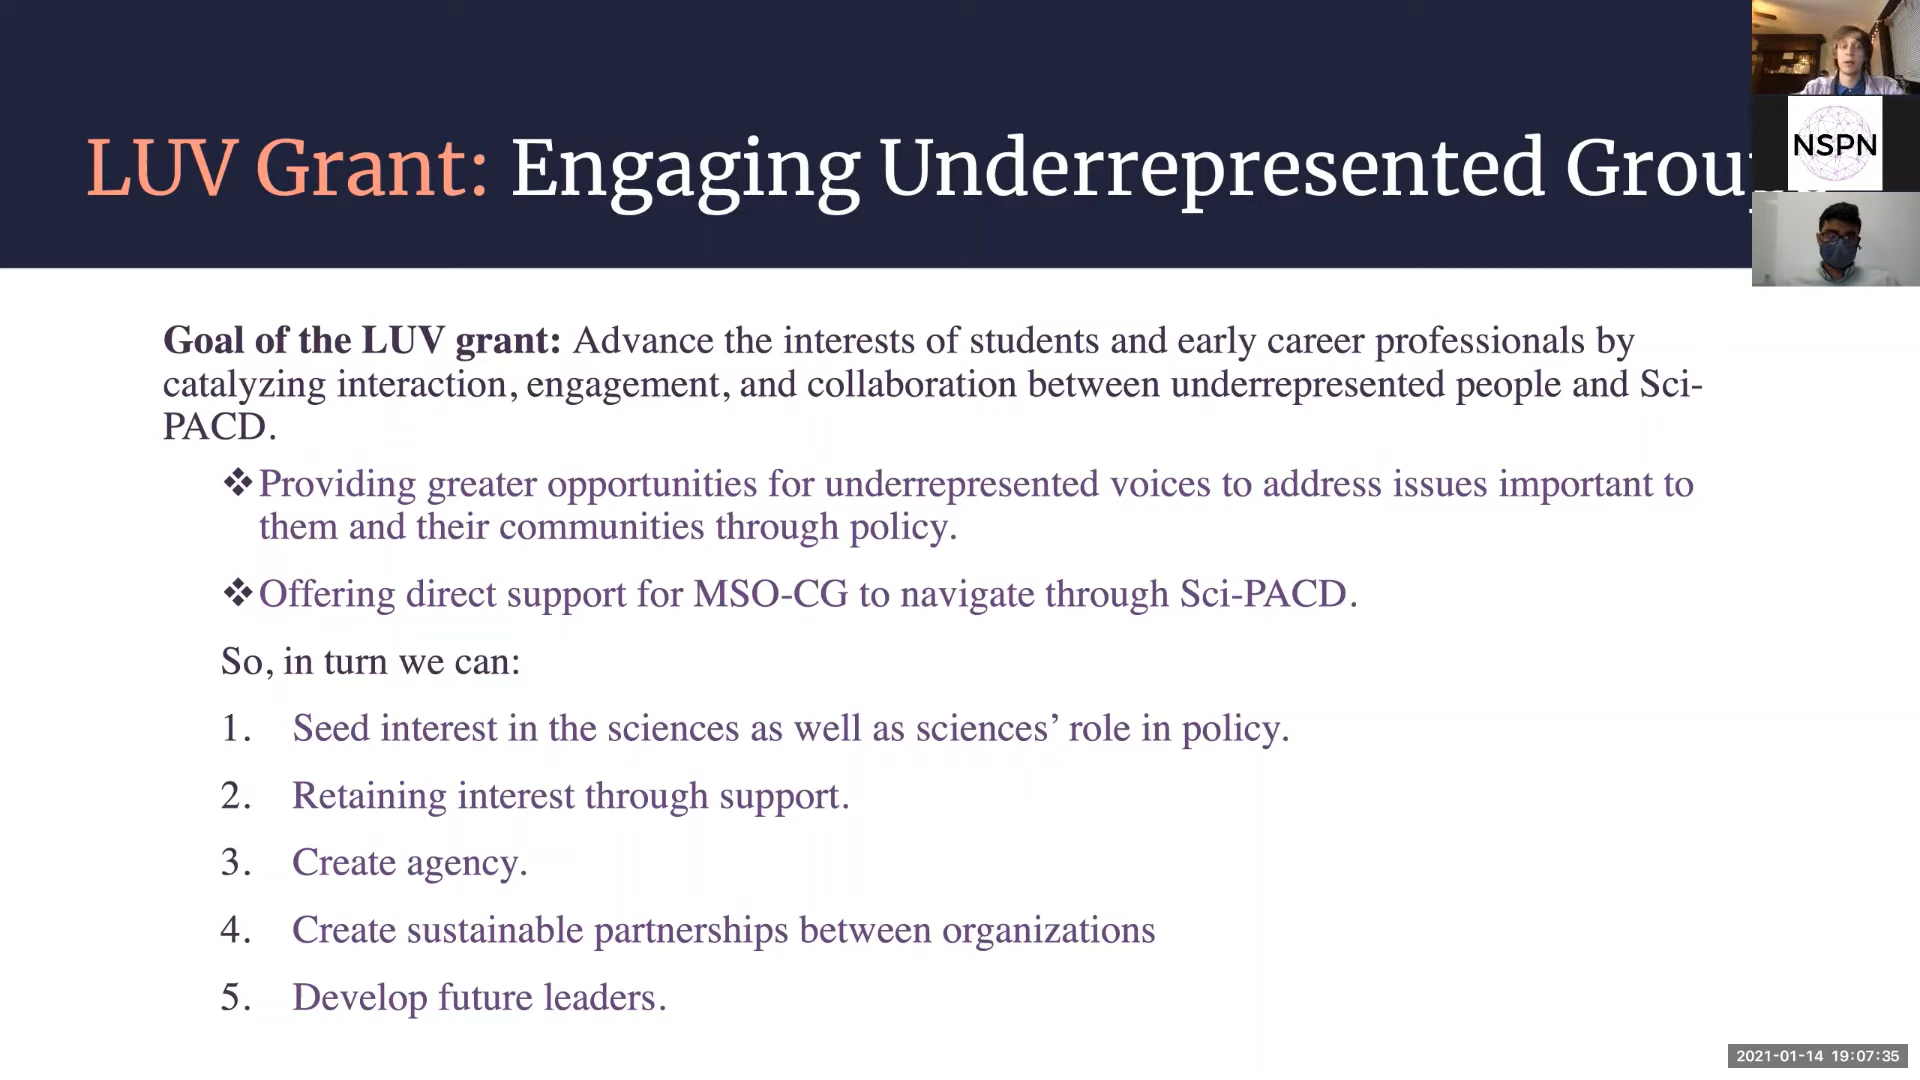 LUV Grant: Engaging Underrepresented Grou
NSPN
Goal of the LUV grant: Advance the interests of students and early career professionals by
catalyzing interaction, engagement, and collaboration between underrepresented people and Sci-
PACD.
❖Providing greater opportunities for underrepresented voices to address issues important to
them and their communities through policy.
❖Offering direct support for MSO-CG to navigate through Sci-PACD.
So, in turn we can:
1. Seed interest in the sciences as well as sciences’ role in policy.
2. Retaining interest through support.
3. Create agency.
4. Create sustainable partnerships between organizations
5. Develop future leaders.
2021-01-14 19:07:35